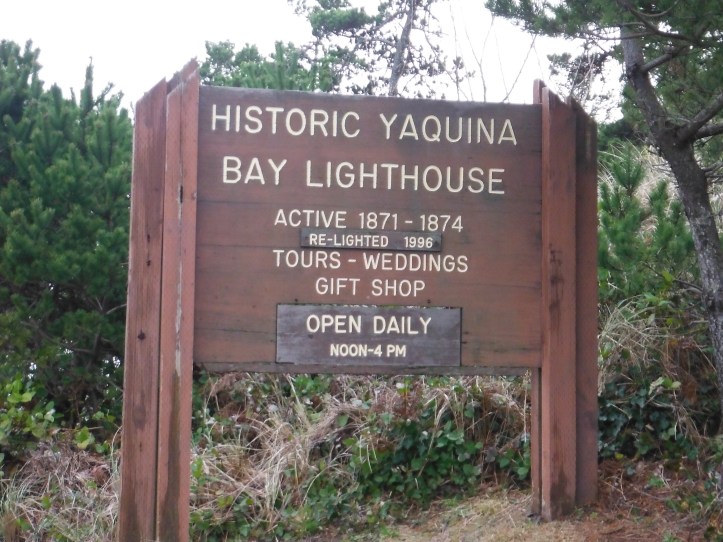 HISTORIC YAQUINA
BAY LIGHTHOUSE
ACTIVE 1871 - 1874
RE-LIGHTED 1996
TOURS - WEDDINGS
GIFT SHOP
OPEN DAILY
NOON-4 PM